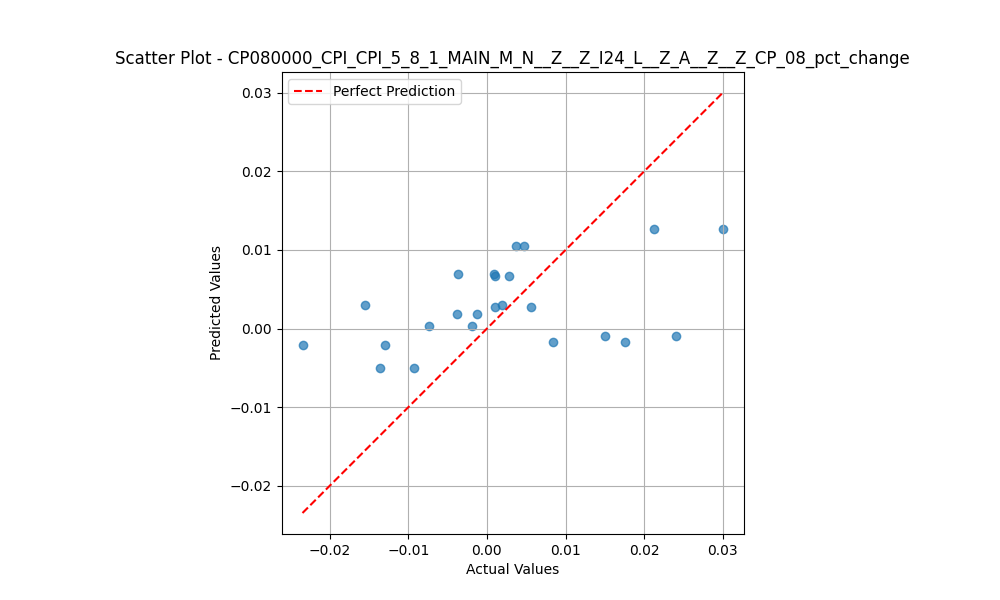 Scatter Plot - CP080000_CPI_CPI_5_8_1_MAIN_M_N__Z__Z_I24_L__Z_A__Z__Z_CP_08_pct_change
Perfect Prediction
0.03
0.02
0.01
0.00
−0.01
−0.02
Predicted Values
−0.02 −0.01 0.00 0.01 0.02 0.03
Actual Values